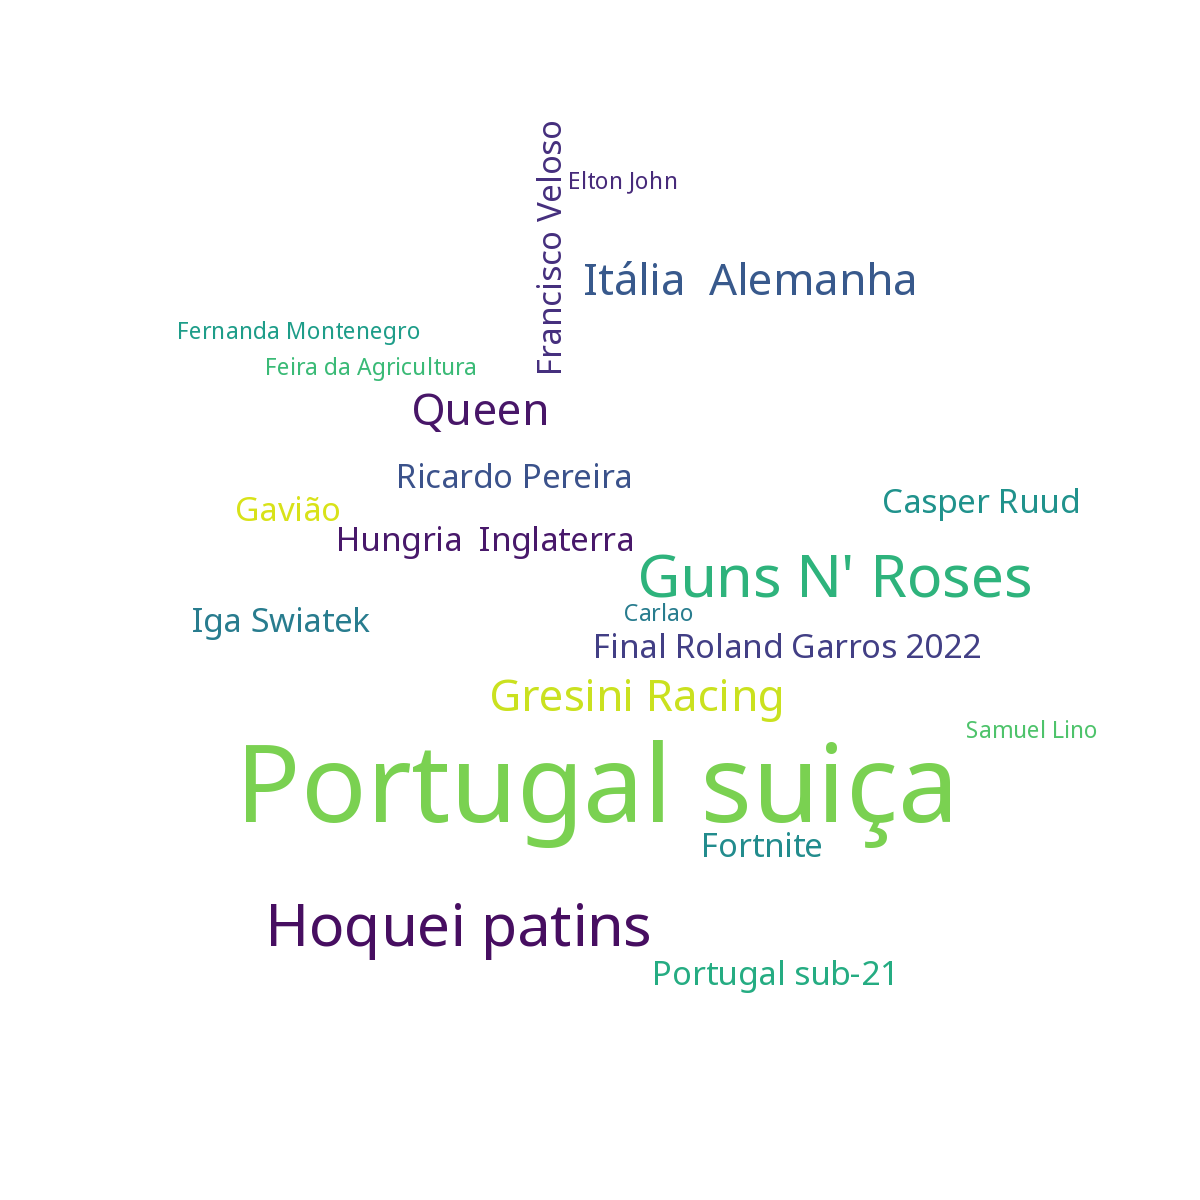 Francisco Veloso
Elton John
Itália  Alemanha
Fernanda Montenegro
Feira da Agricultura
Queen
Ricardo Pereira
Casper Ruud
Gavião
Hungria  Inglaterra
Guns N' Roses
Carlao
Iga Swiatek
Final Roland Garros 2022
Gresini Racing
Samuel Lino
Portugal suiça
Fortnite
Hoquei patins
Portugal sub-21